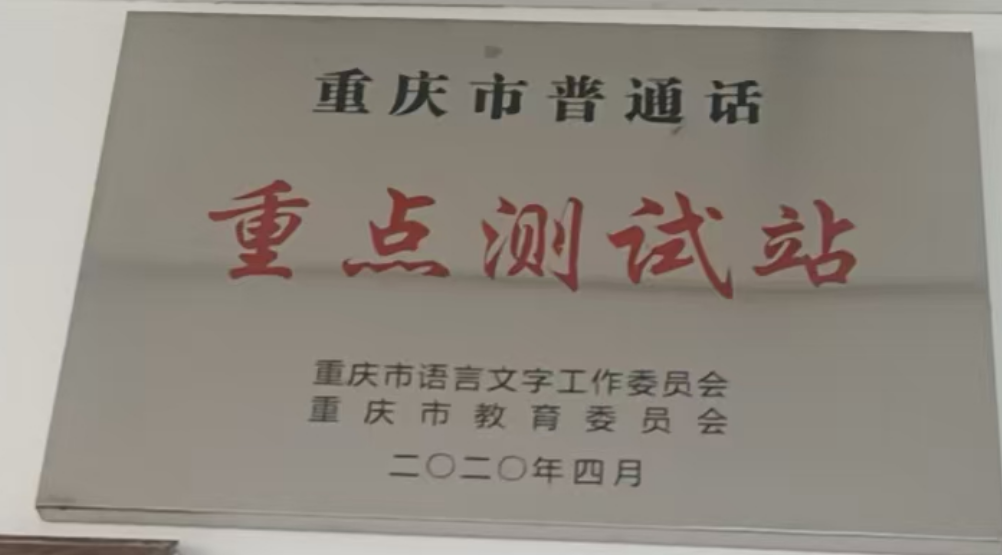 重庆市普通话
重点测试站
重庆市语言文字工作委员会
重庆市教育委员会
二〇二〇年四月